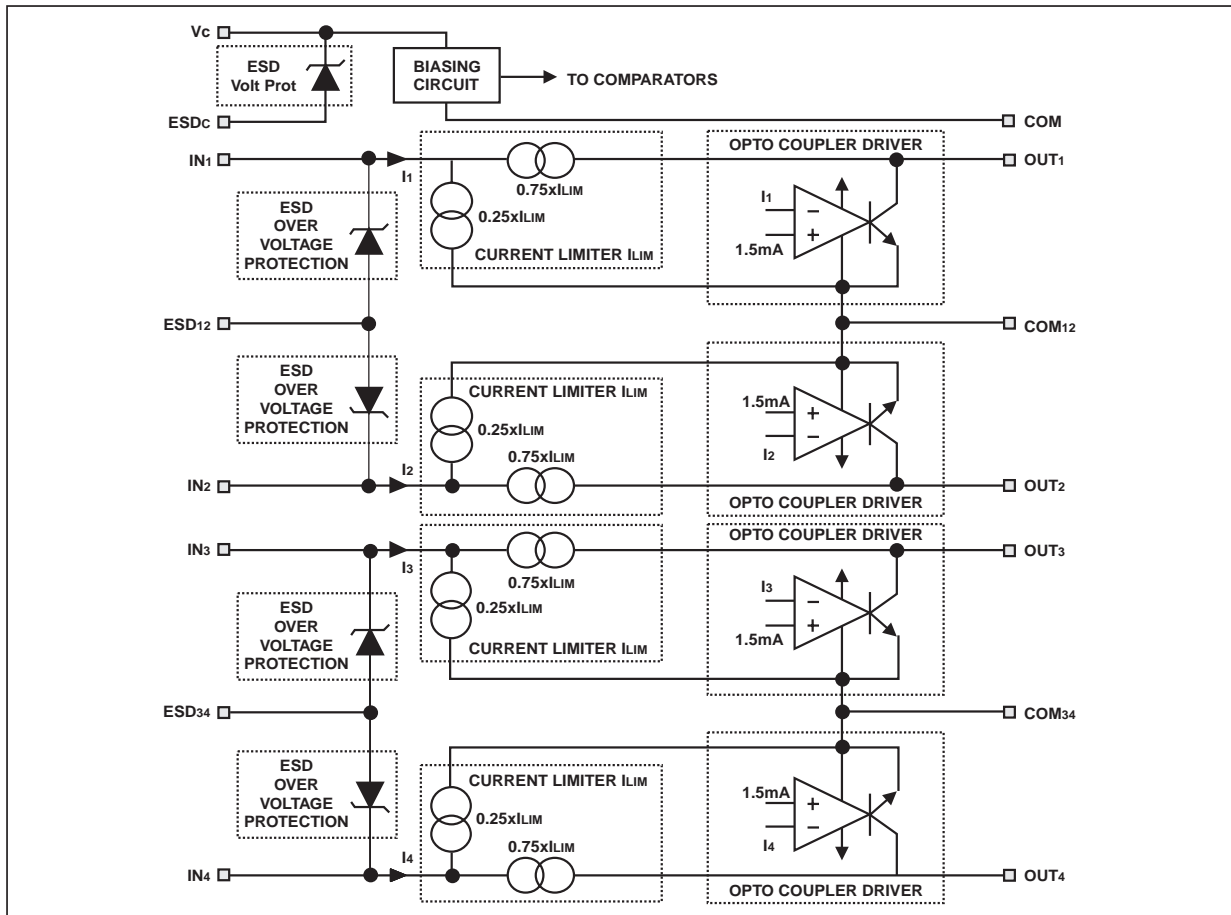 VC
ESD
Volt Prot
BIASING
CIRCUIT
TO COMPARATORS
ESDC
COM
IN1
I1
0.75xILIM
0.25xILIM
CURRENT LIMITER ILIM
OPTO COUPLER DRIVER
I1
−
+
1.5mA
OUT1
ESD
OVER
VOLTAGE
PROTECTION
ESD12
COM12
ESD
OVER
VOLTAGE
PROTECTION
CURRENT LIMITER ILIM
0.25xILIM
0.75xILIM
1.5mA
+
−
I2
IN2
I2
OPTO COUPLER DRIVER
OUT2
IN3
I3
0.75xILIM
0.25xILIM
CURRENT LIMITER ILIM
OPTO COUPLER DRIVER
I3
−
+
1.5mA
OUT3
ESD
OVER
VOLTAGE
PROTECTION
ESD34
COM34
ESD
OVER
VOLTAGE
PROTECTION
CURRENT LIMITER ILIM
0.25xILIM
0.75xILIM
1.5mA
+
−
I4
IN4
I4
OPTO COUPLER DRIVER
OUT4